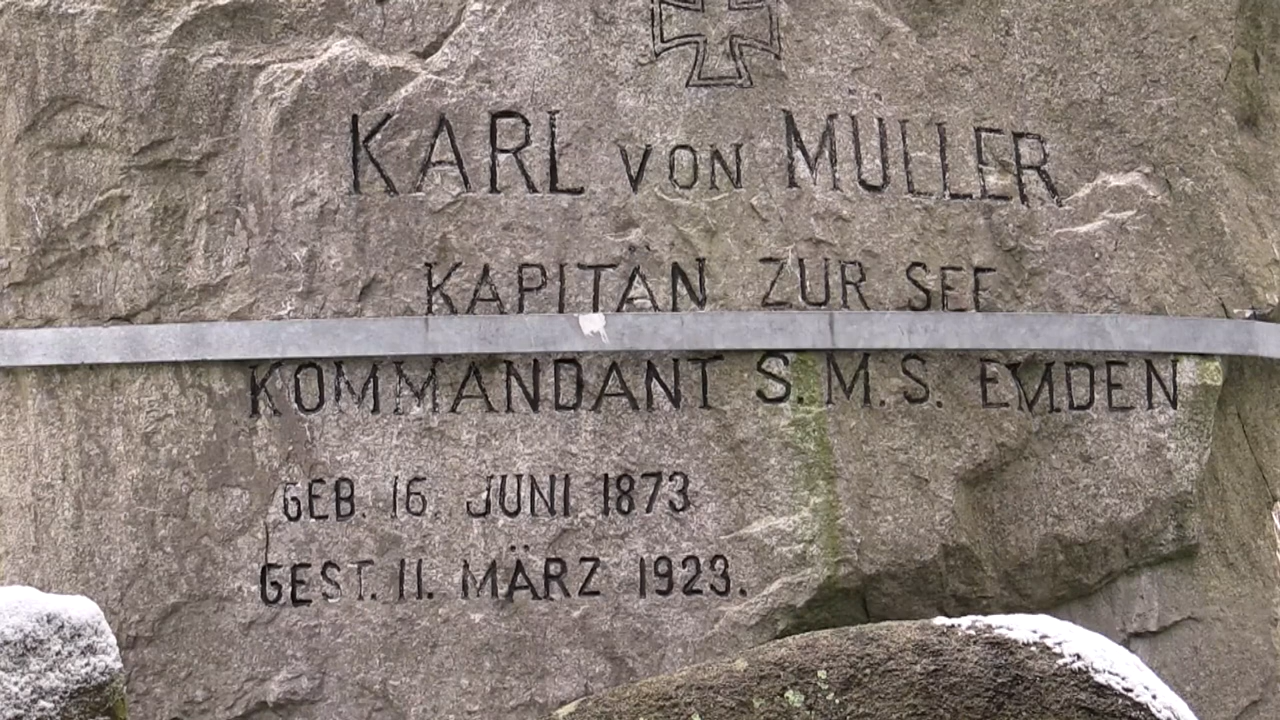 KARL VON MÜLLER
KAPITÄN ZUR SEE
KOMMANDANT S.M.S. EMDEN
GEB. 16. JUNI 1873
GEST. 11. MÄRZ 1923.